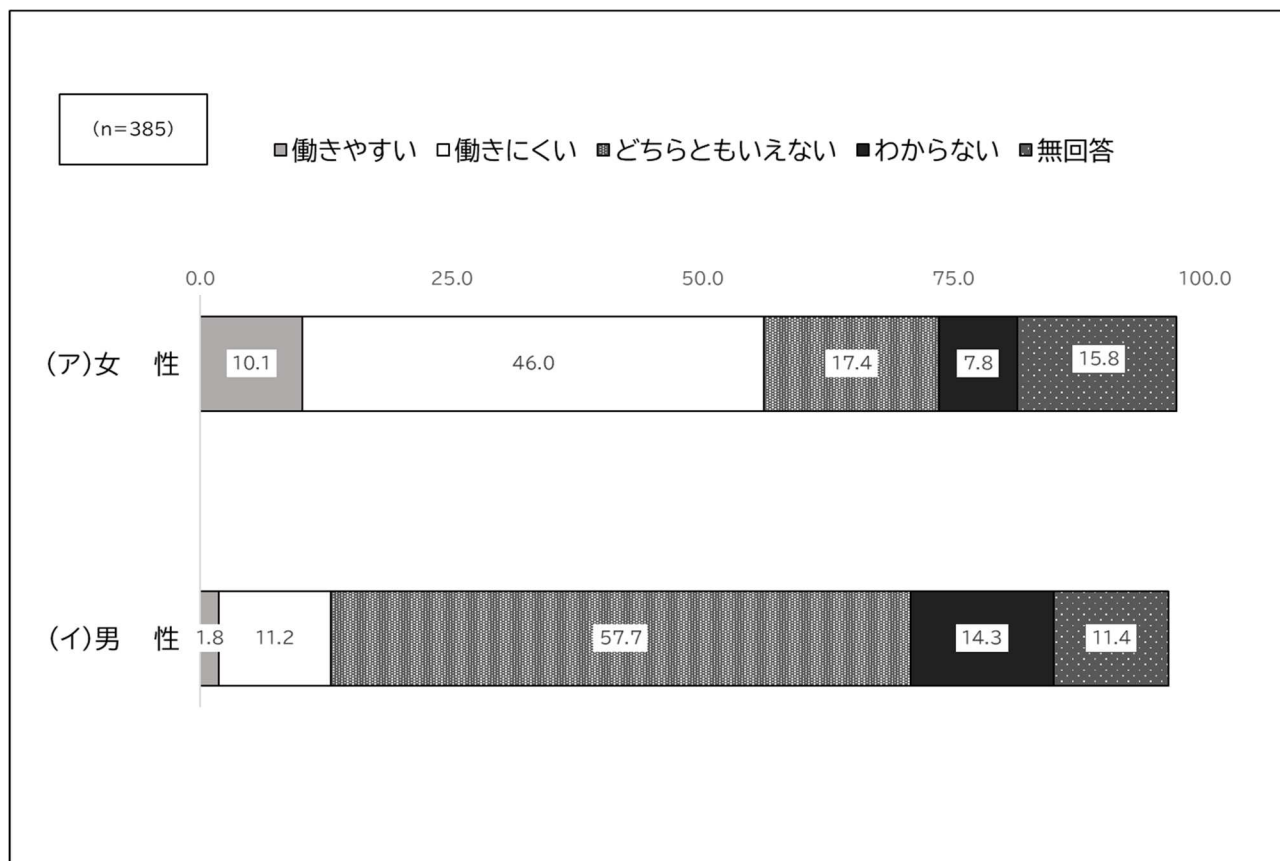 (n=385)
働きやすい 働きにくい どちらともいえない わからない 無回答
0.0 25.0 50.0 75.0 100.0
(ア)女　性 10.1 46.0 17.4 7.8 15.8
(イ)男　性 1.8 11.2 57.7 14.3 11.4